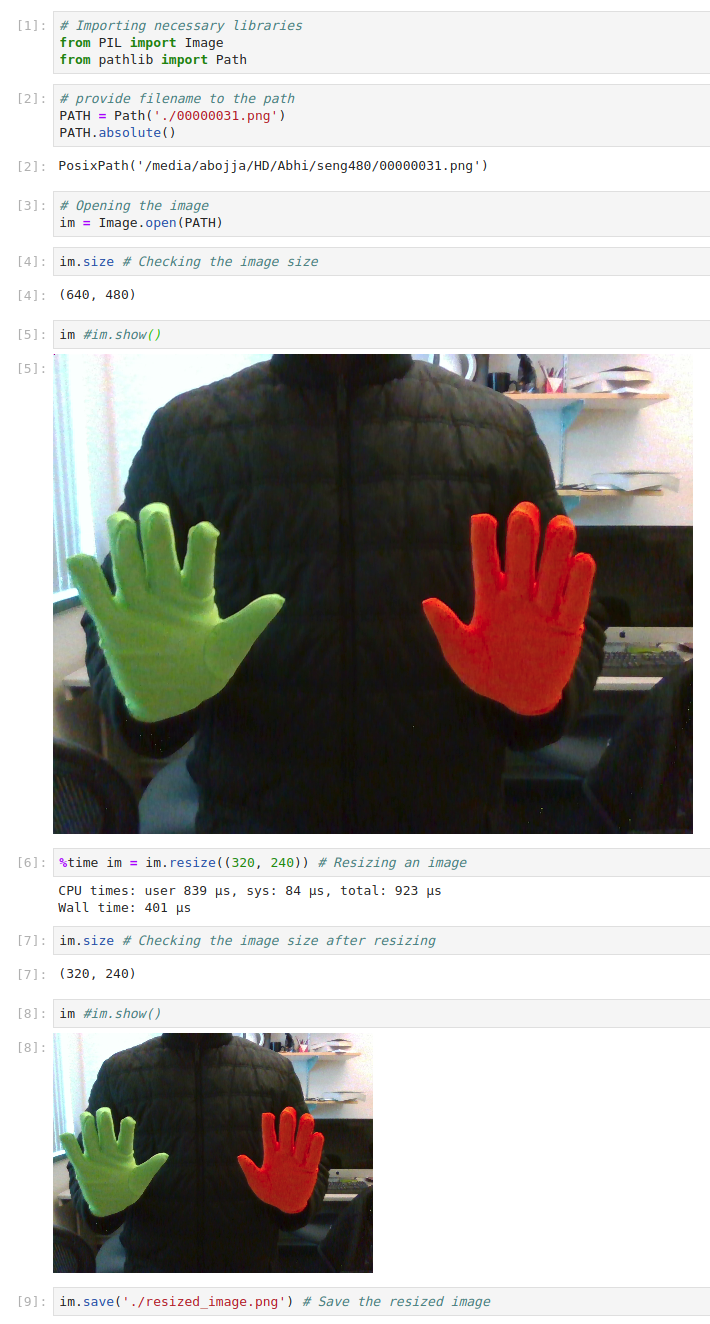 [1]: # Importing necessary libraries
from PIL import Image
from pathlib import Path
[2]: # provide filename to the path
PATH = Path('./00000031.png')
PATH.absolute()
[2]: PosixPath('/media/abojja/HD/Abhi/seng480/00000031.png')
[3]: # Opening the image
im = Image.open(PATH)
[4]: im.size # Checking the image size
[4]: (640, 480)
[5]: im #im.show()
[5]:
[6]: %time im = im.resize((320, 240)) # Resizing an image
CPU times: user 839 µs, sys: 84 µs, total: 923 µs
Wall time: 401 µs
[7]: im.size # Checking the image size after resizing
[7]: (320, 240)
[8]: im #im.show()
[8]:
[9]: im.save('./resized_image.png') # Save the resized image